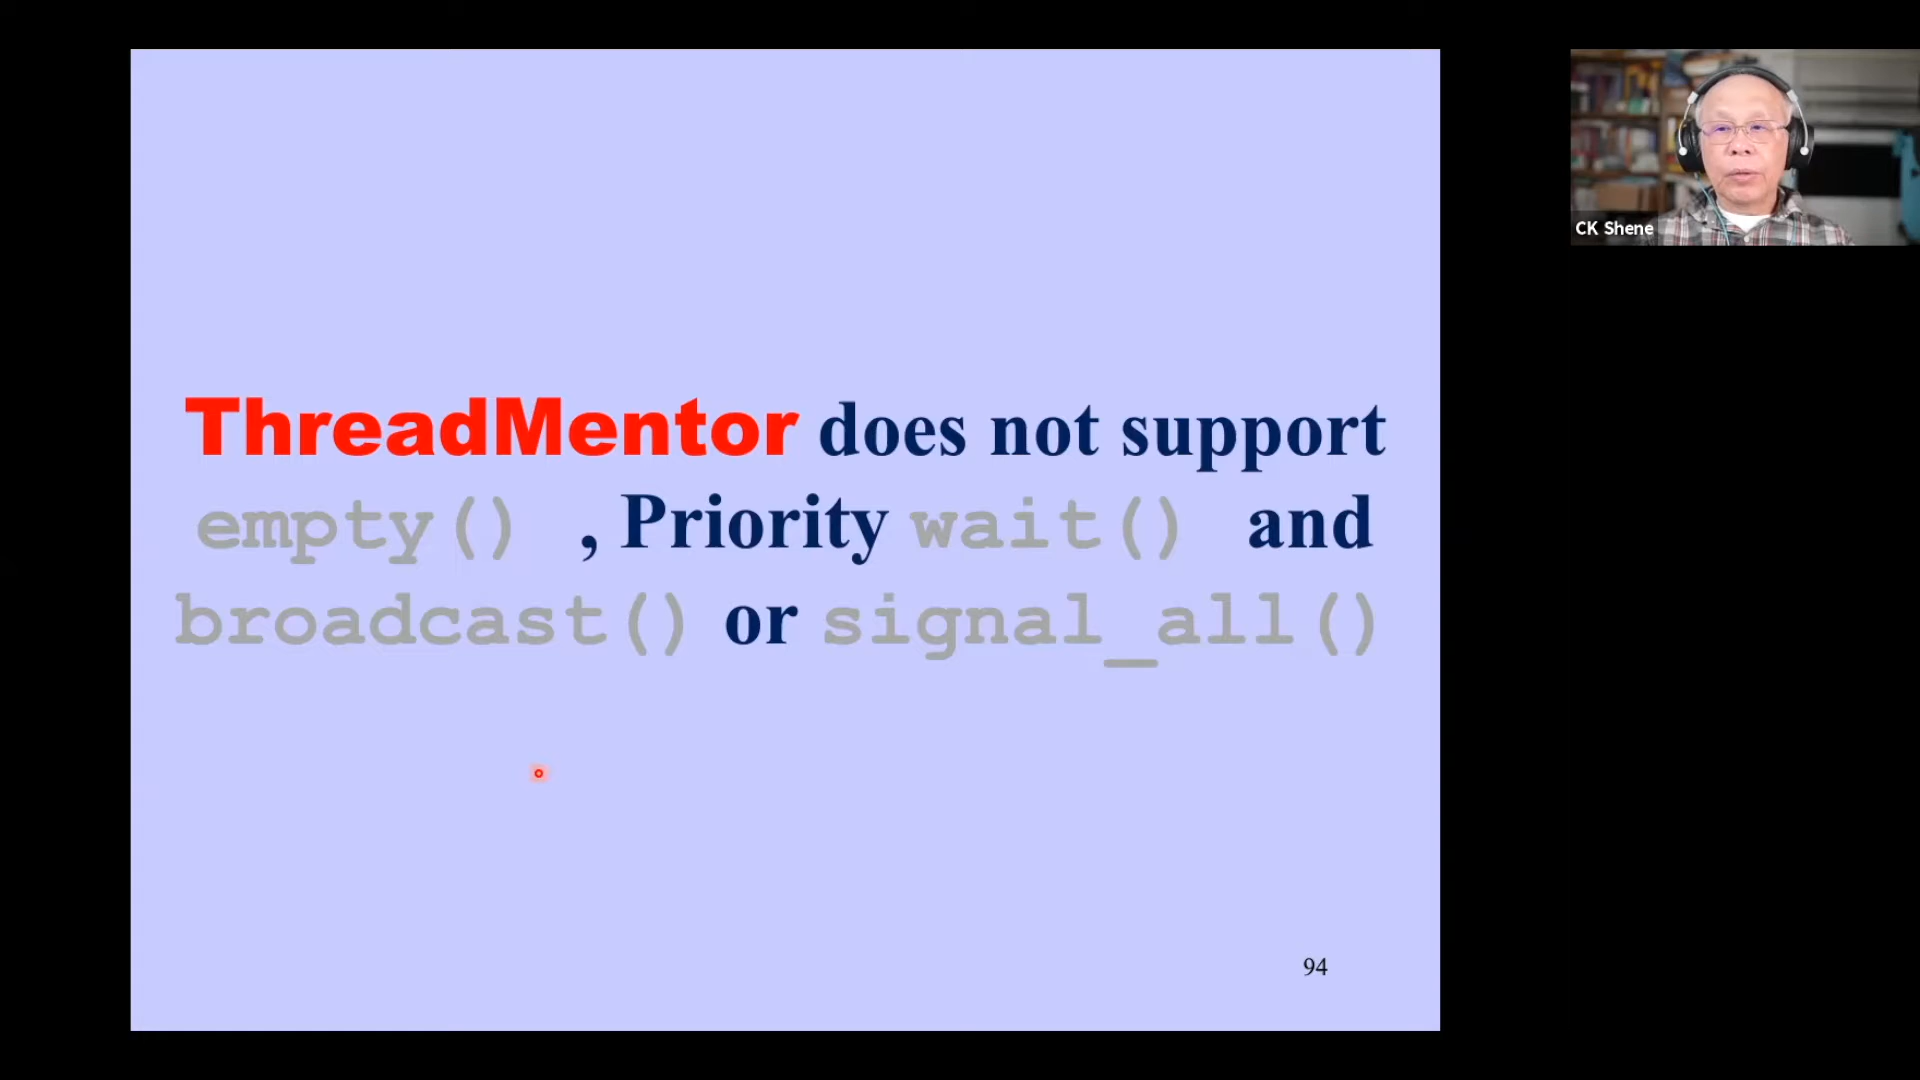 ThreadMentor does not support
empty() , Priority wait() and
broadcast() or signal_all()
94
CK Shene